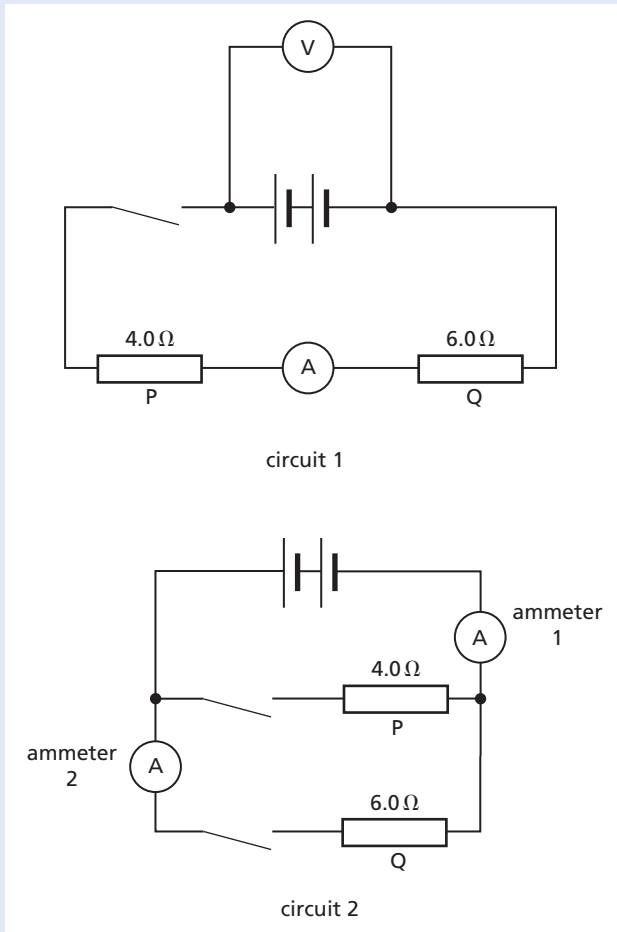 V
4.0 Ω
6.0 Ω
A
P
Q
circuit 1
ammeter
1
A
4.0 Ω
P
ammeter
2
A
6.0 Ω
Q
circuit 2